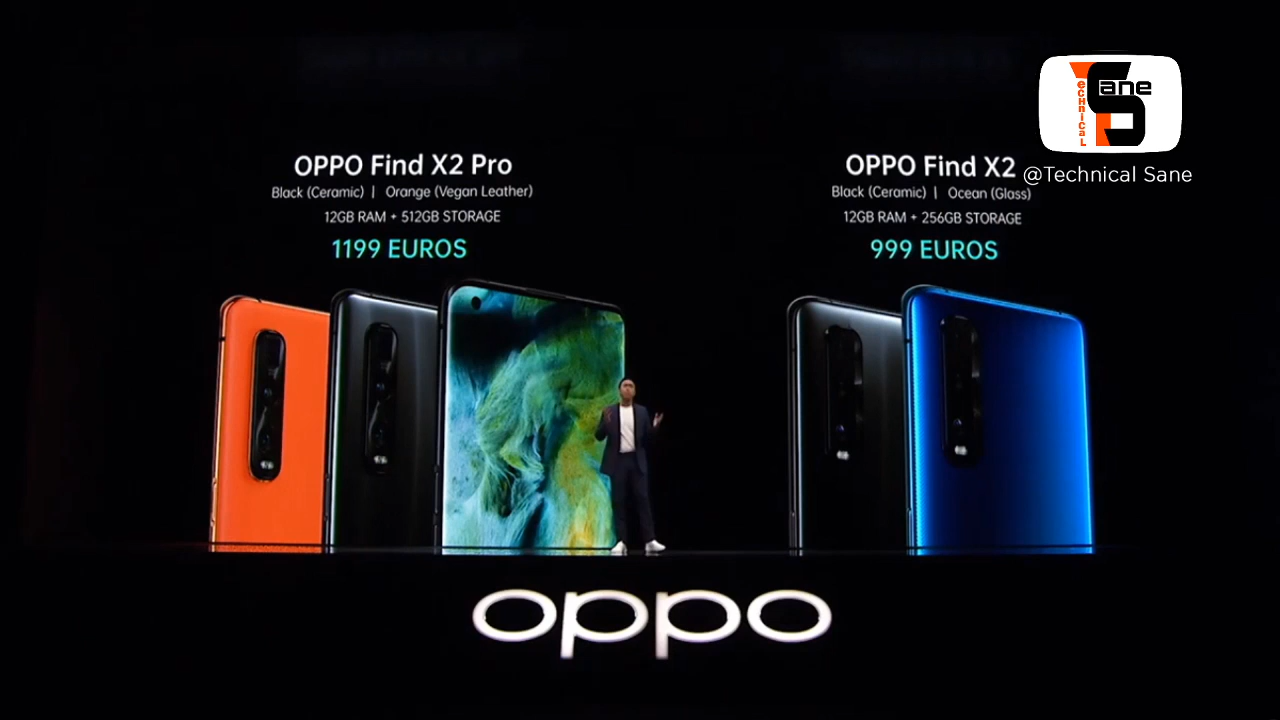 OPPO Find X2 Pro
Black (Ceramic) | Orange (Vegan Leather)
12GB RAM + 512GB STORAGE
1199 EUROS
OPPO Find X2
Black (Ceramic) | Ocean (Glass)
12GB RAM + 256GB STORAGE
999 EUROS
Technical
Sane
@Technical Sane
oppo